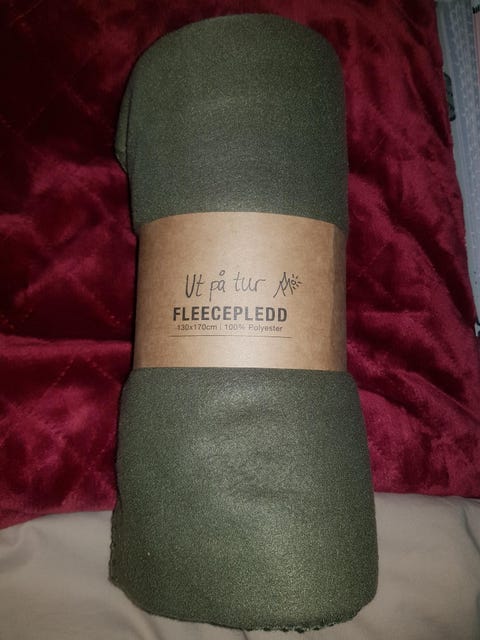 Ut på tur
FLEECEPLEDD
130x170cm | 100% Polyester